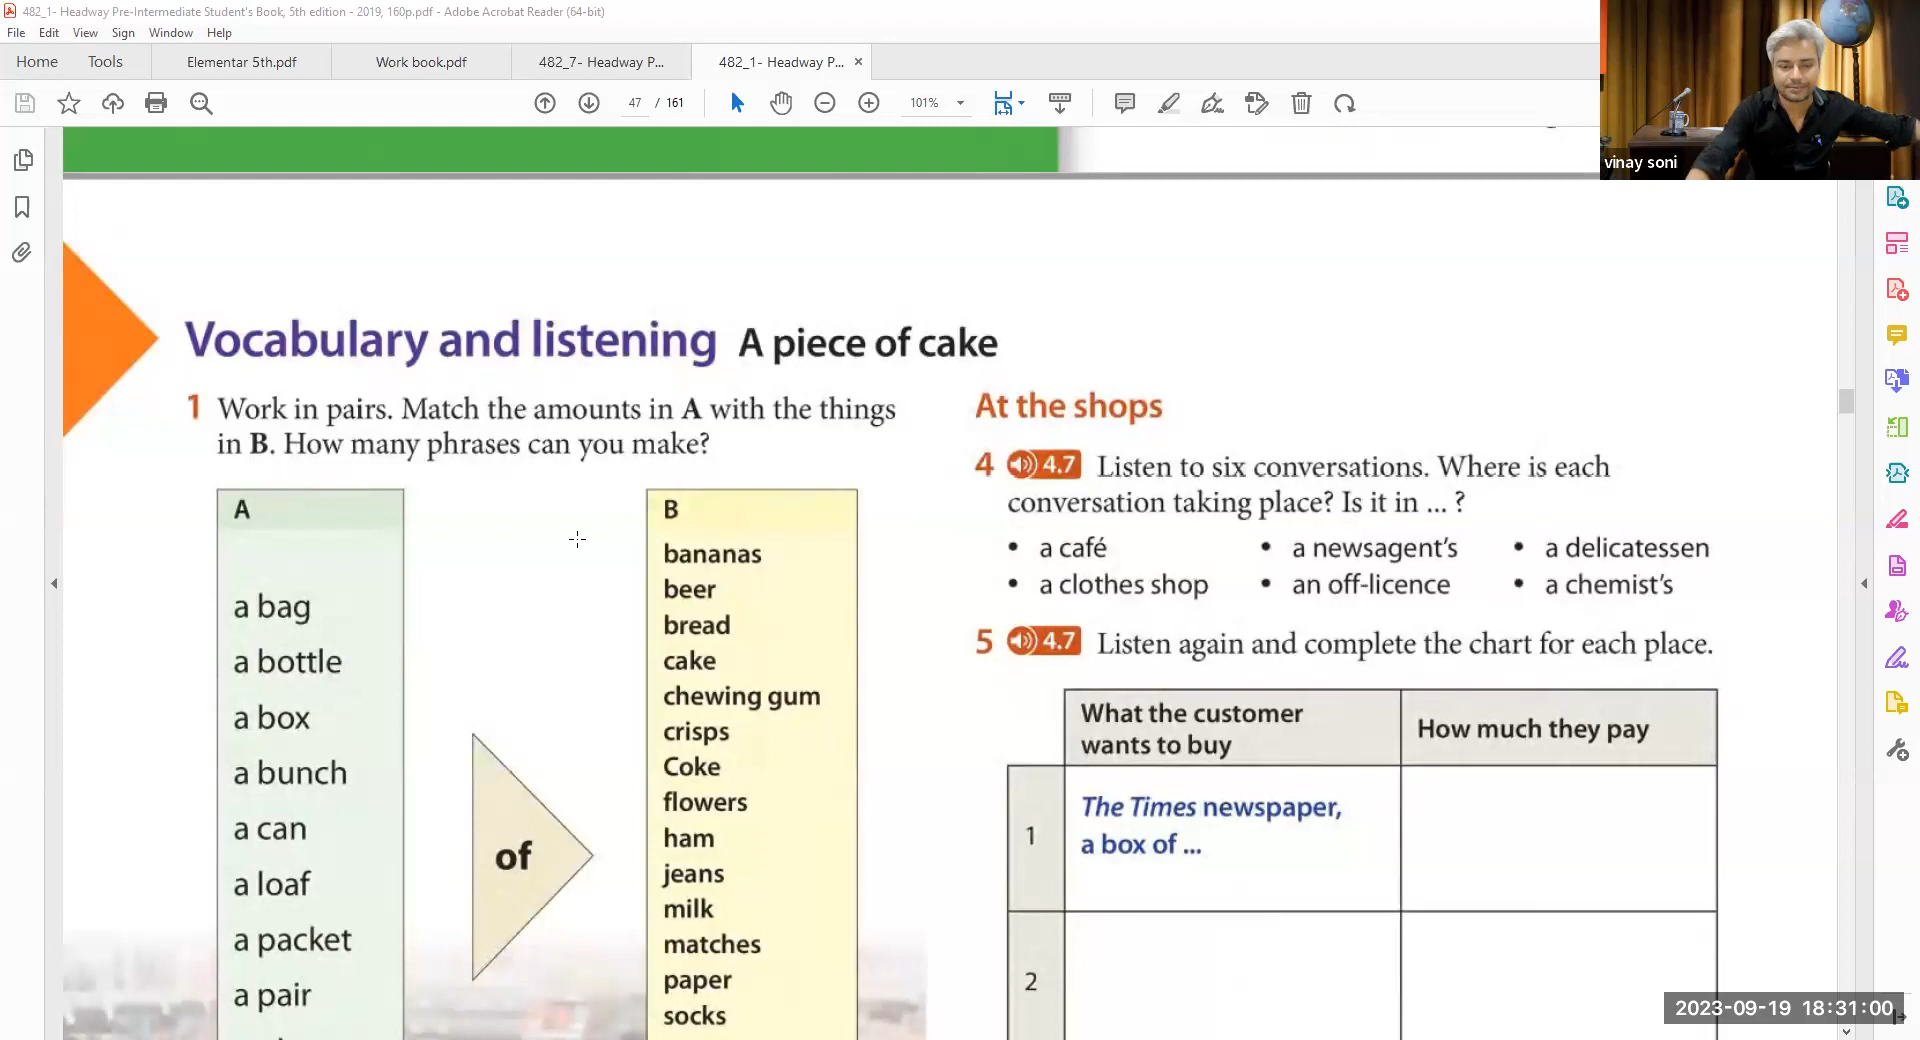 482_1- Headway Pre-Intermediate Student's Book, 5th edition - 2019, 160p.pdf - Adobe Acrobat Reader (64-bit)
File Edit View Sign Window Help
Home Tools Elementar 5th.pdf Work book.pdf 482_7- Headway P... 482_1- Headway P... ×
47 / 161 101%
vinay soni
Vocabulary and listening A piece of cake
1 Work in pairs. Match the amounts in A with the things
in B. How many phrases can you make?
A
a bag
a bottle
a box
a bunch
a can
a loaf
a packet
a pair
of
B
bananas
beer
bread
cake
chewing gum
crisps
Coke
flowers
ham
jeans
milk
matches
paper
socks
At the shops
4 4.7 Listen to six conversations. Where is each
conversation taking place? Is it in ... ?
• a café • a newsagent's • a delicatessen
• a clothes shop • an off-licence • a chemist's
5 4.7 Listen again and complete the chart for each place.
What the customer
wants to buy
How much they pay
1
The Times newspaper,
a box of ...
2
2023-09-19 18:31:00